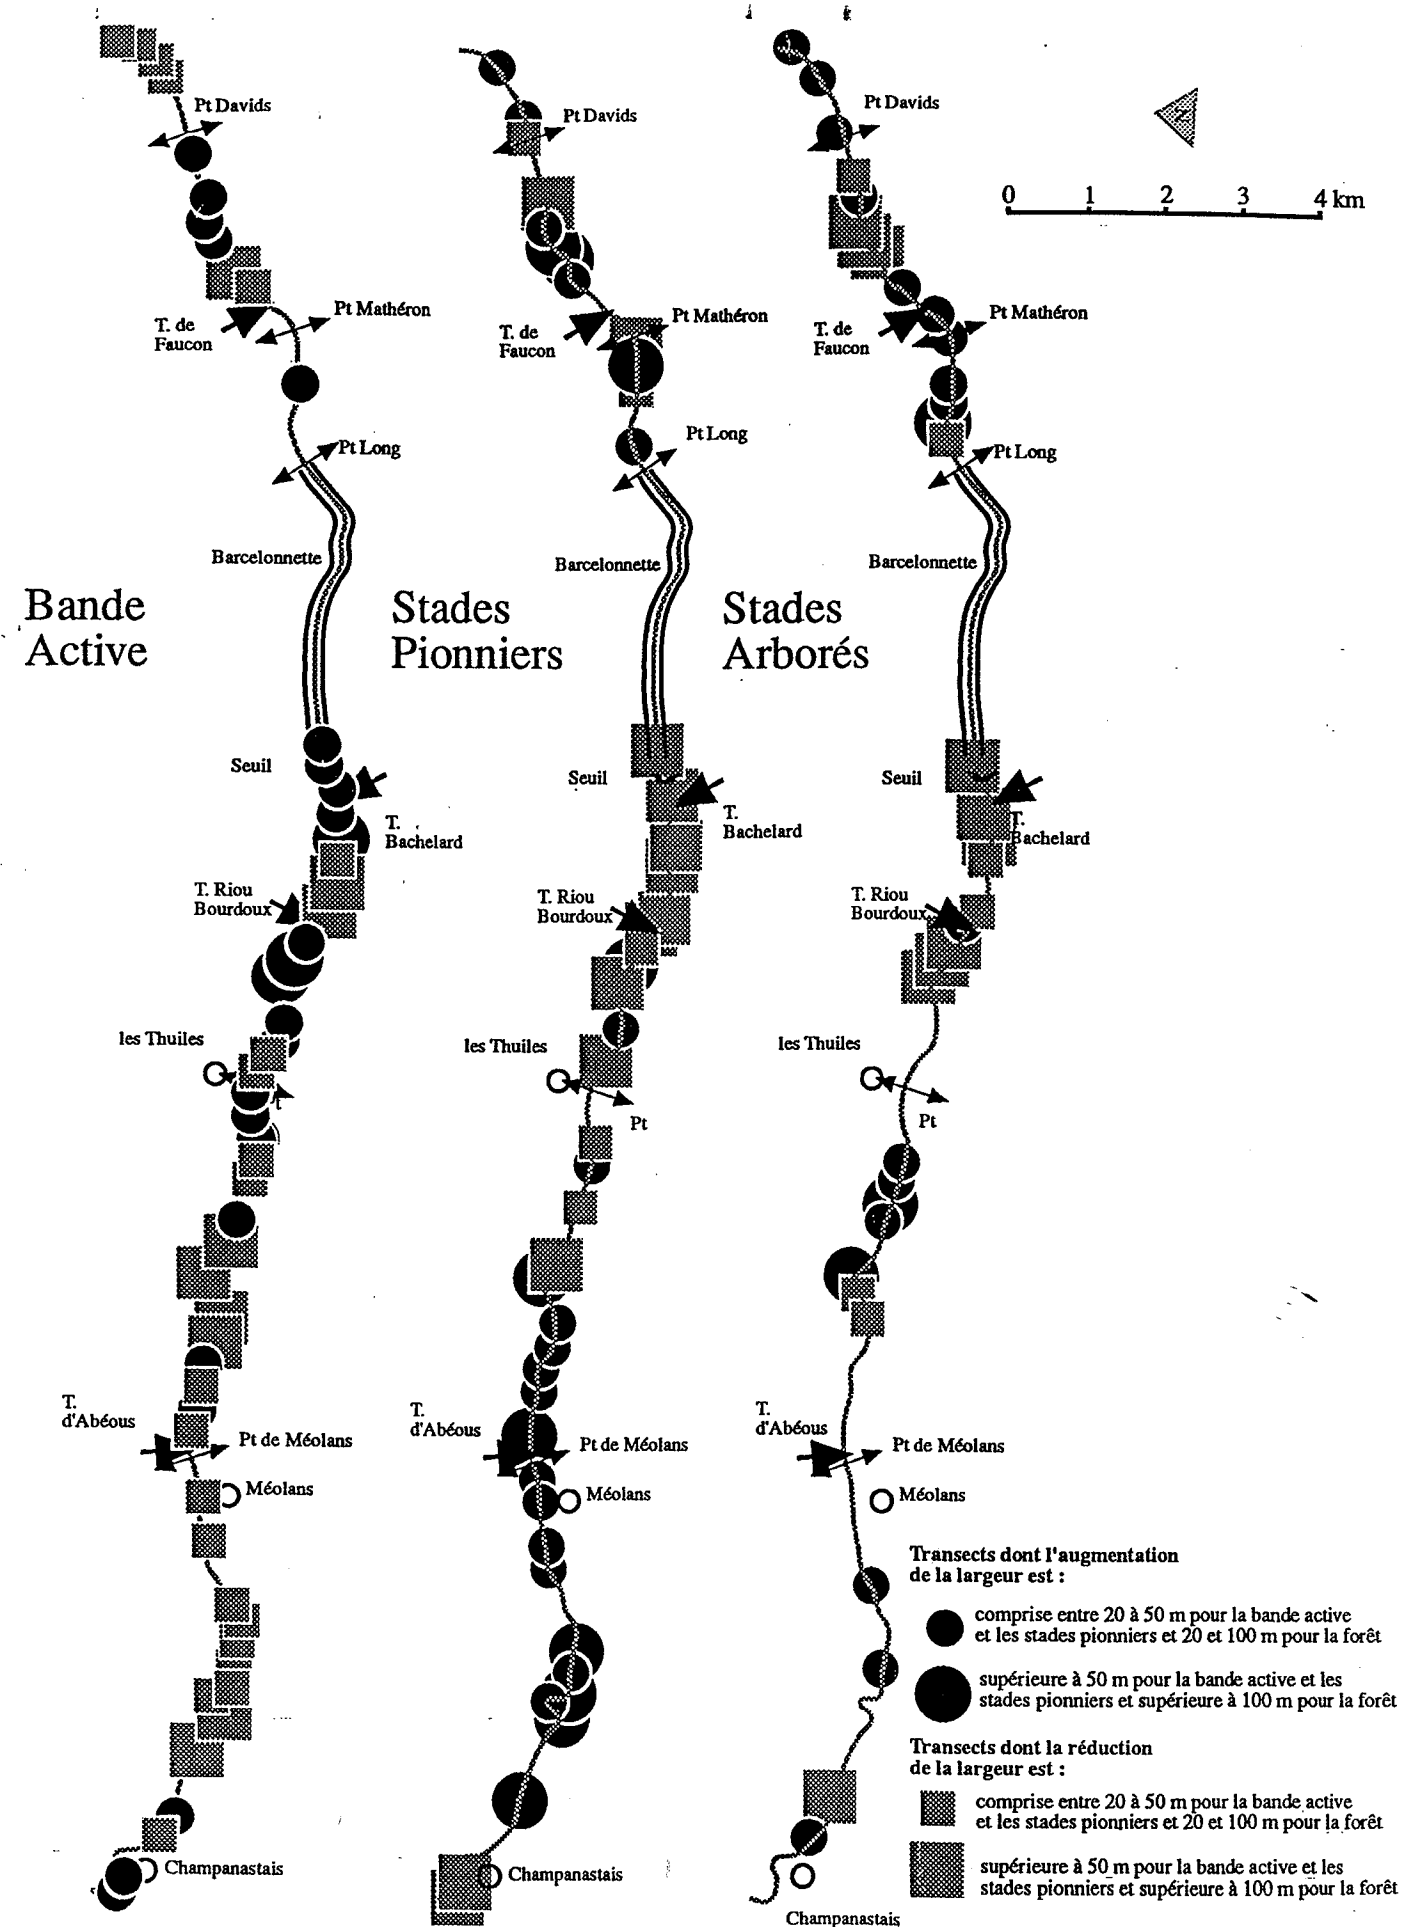 Pt Davids
Pt Mathéron
T. de
Faucon
Pt Long
Barcelonnette
Bande
Active
Seuil
T.
Bachelard
T. Riou
Bourdoux
les Thuiles
t
T.
d'Abéous
Pt de Méolans
Méolans
Champanastais
Pt Davids
Pt Mathéron
T. de
Faucon
Pt Long
Barcelonnette
Stades
Pionniers
Seuil
T.
Bachelard
T. Riou
Bourdoux
les Thuiles
Pt
T.
d'Abéous
Pt de Méolans
Méolans
Champanastais
Pt Davids
Pt Mathéron
T. de
Faucon
Pt Long
Barcelonnette
Stades
Arborés
Seuil
T.
Bachelard
T. Riou
Bourdoux
les Thuiles
Pt
T.
d'Abéous
Pt de Méolans
Méolans
Champanastais
N
0 1 2 3 4 km
Transects dont l'augmentation
de la largeur est :
comprise entre 20 à 50 m pour la bande active
et les stades pionniers et 20 et 100 m pour la forêt
supérieure à 50 m pour la bande active et les
stades pionniers et supérieure à 100 m pour la forêt
Transects dont la réduction
de la largeur est :
comprise entre 20 à 50 m pour la bande active
et les stades pionniers et 20 et 100 m pour la forêt
supérieure à 50 m pour la bande active et les
stades pionniers et supérieure à 100 m pour la forêt